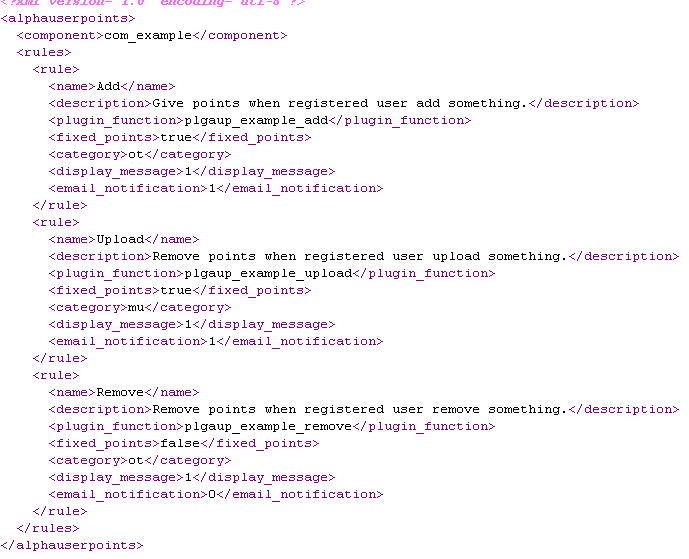 <?xml version="1.0" encoding="utf-8"?>
<alphauserpoints>
<component>com_example</component>
<rules>
<rule>
<name>Add</name>
<description>Give points when registered user add something.</description>
<plugin_function>plgaup_example_add</plugin_function>
<fixed_points>true</fixed_points>
<category>ot</category>
<display_message>1</display_message>
<email_notification>1</email_notification>
</rule>
<rule>
<name>Upload</name>
<description>Remove points when registered user upload something.</description>
<plugin_function>plgaup_example_upload</plugin_function>
<fixed_points>true</fixed_points>
<category>mu</category>
<display_message>1</display_message>
<email_notification>1</email_notification>
</rule>
<rule>
<name>Remove</name>
<description>Remove points when registered user remove something.</description>
<plugin_function>plgaup_example_remove</plugin_function>
<fixed_points>false</fixed_points>
<category>ot</category>
<display_message>1</display_message>
<email_notification>0</email_notification>
</rule>
</rules>
</alphauserpoints>